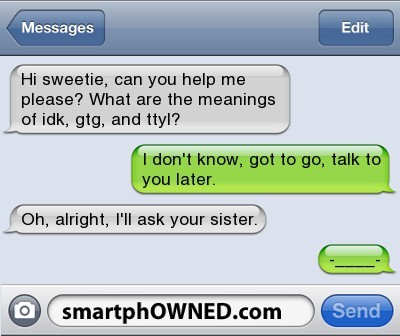 Messages
Edit
Hi sweetie, can you help me
please? What are the meanings
of idk, gtg, and ttyl?
I don't know, got to go, talk to
you later.
Oh, alright, I'll ask your sister.
-____-
smartphOWNED.com
Send